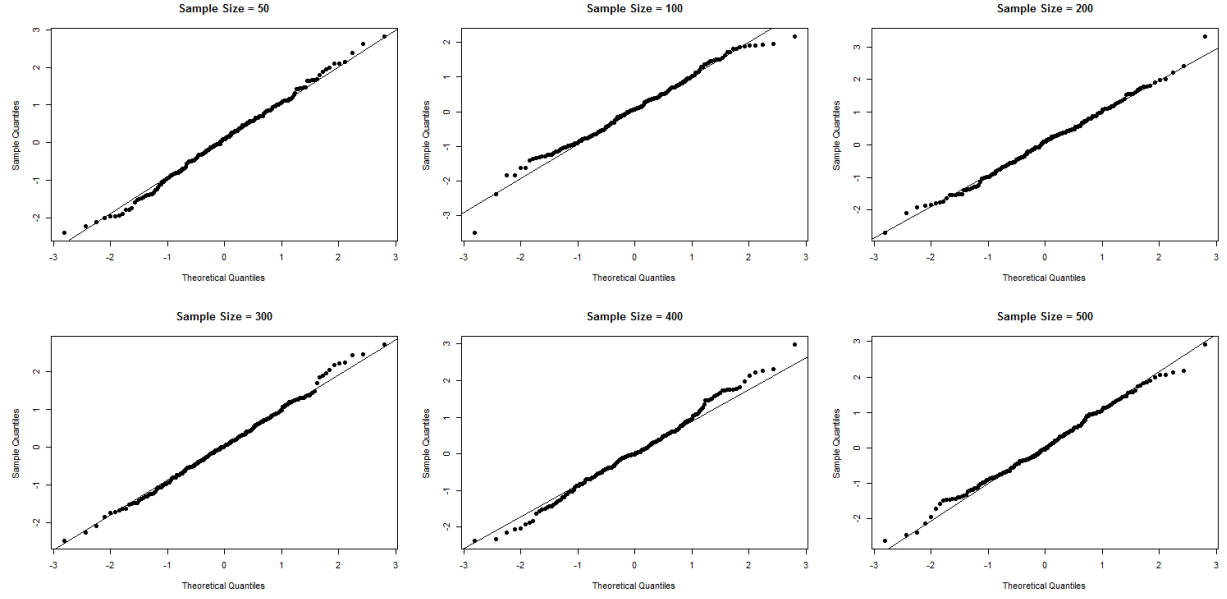 Sample Size = 50
Sample Quantiles
3
2
1
0
-1
-2
-3 -2 -1 0 1 2 3
Theoretical Quantiles
Sample Size = 100
Sample Quantiles
2
1
0
-1
-2
-3
-3 -2 -1 0 1 2 3
Theoretical Quantiles
Sample Size = 200
Sample Quantiles
3
2
1
0
-1
-2
-3 -2 -1 0 1 2 3
Theoretical Quantiles
Sample Size = 300
Sample Quantiles
2
1
0
-1
-2
-3 -2 -1 0 1 2 3
Theoretical Quantiles
Sample Size = 400
Sample Quantiles
3
2
1
0
-1
-2
-3 -2 -1 0 1 2 3
Theoretical Quantiles
Sample Size = 500
Sample Quantiles
3
2
1
0
-1
-2
-3 -2 -1 0 1 2 3
Theoretical Quantiles